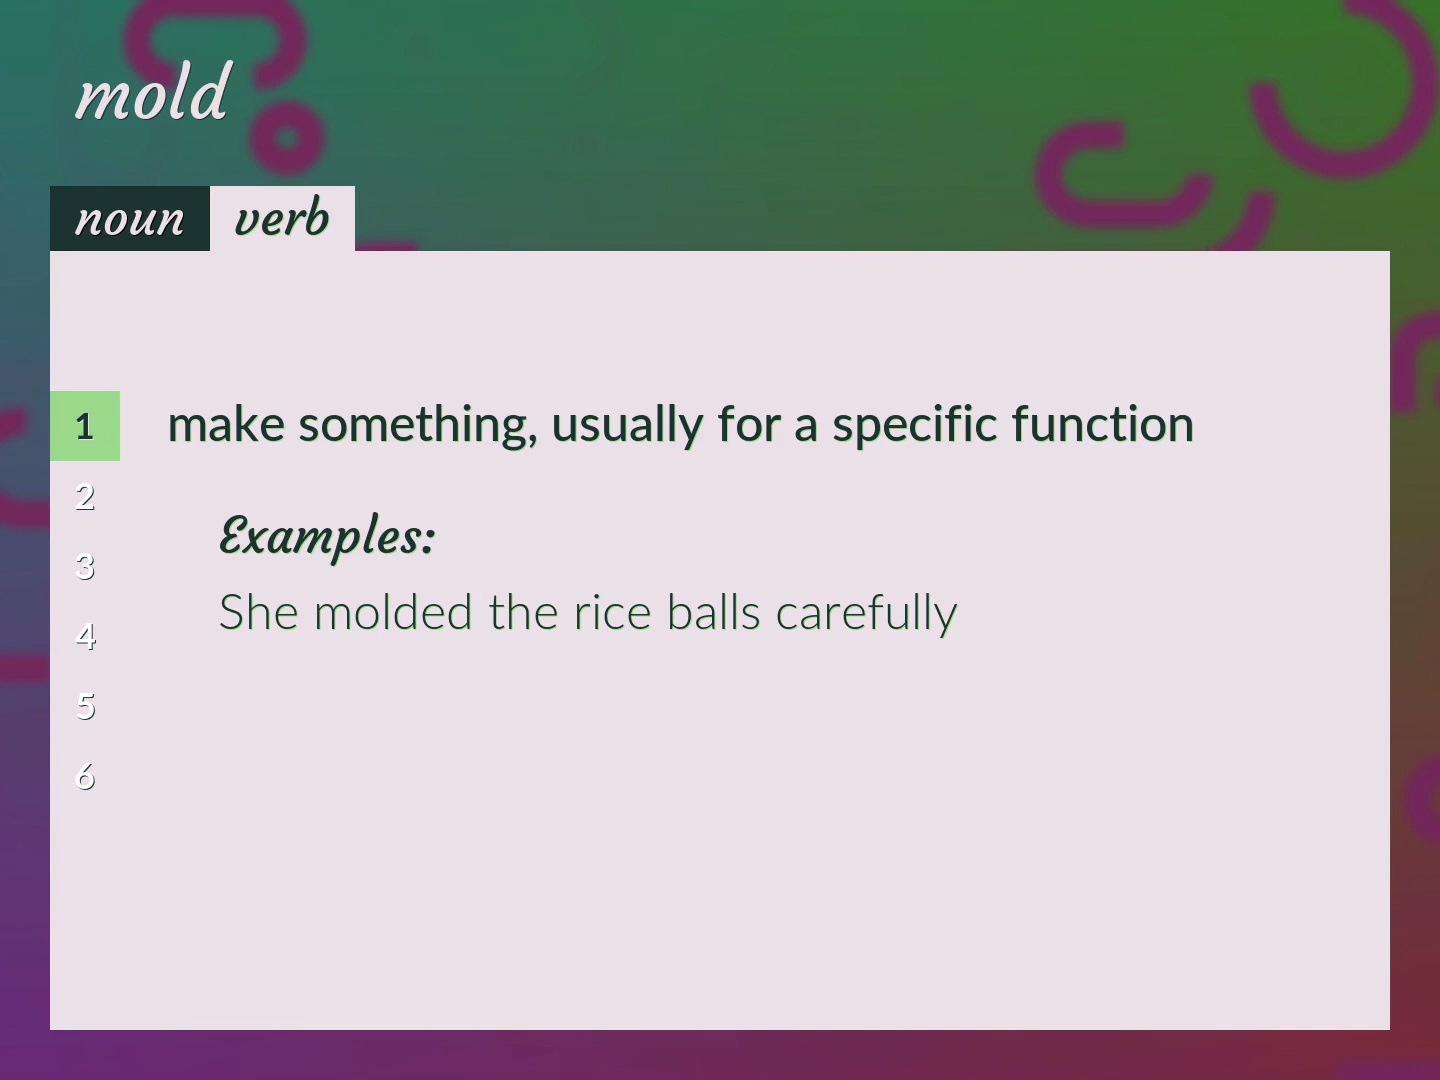 mold
noun verb
1 make something, usually for a specific function
2
Examples:
3
She molded the rice balls carefully
4
5
6